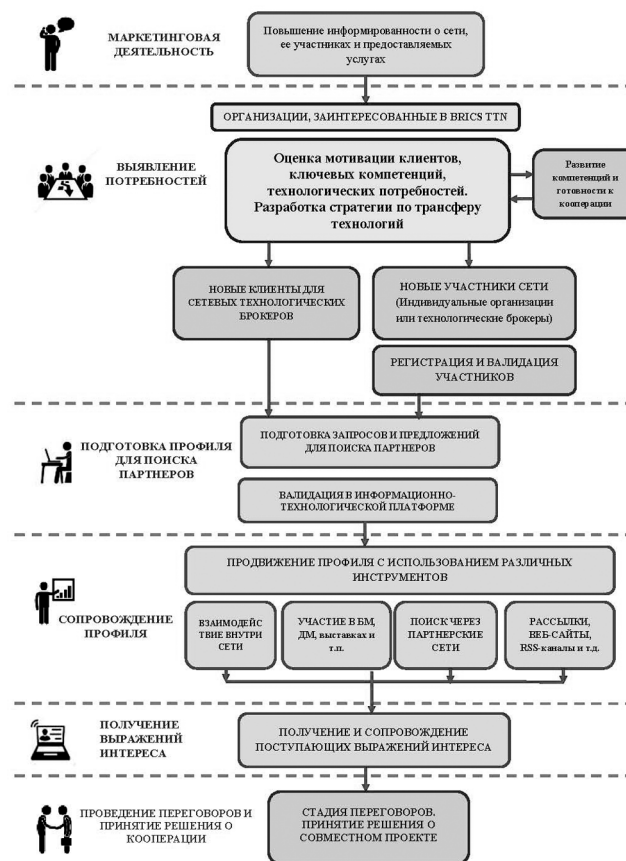 МАРКЕТИНГОВАЯ
ДЕЯТЕЛЬНОСТЬ
Повышение информированности о сети,
ее участниках и предоставляемых
услугах
ОРГАНИЗАЦИИ, ЗАИНТЕРЕСОВАННЫЕ В BRICS TTN
ВЫЯВЛЕНИЕ
ПОТРЕБНОСТЕЙ
Оценка мотивации клиентов,
ключевых компетенций,
технологических потребностей.
Разработка стратегии по трансферу
технологий
Развитие
компетенций и
готовности к
кооперации
НОВЫЕ КЛИЕНТЫ ДЛЯ
СЕТЕВЫХ ТЕХНОЛОГИЧЕСКИХ
БРОКЕРОВ
НОВЫЕ УЧАСТНИКИ СЕТИ
(Индивидуальные организации
или технологические брокеры)
РЕГИСТРАЦИЯ И ВАЛИДАЦИЯ
УЧАСТНИКОВ
ПОДГОТОВКА ПРОФИЛЯ
ДЛЯ ПОИСКА
ПАРТНЕРОВ
ПОДГОТОВКА ЗАПРОСОВ И ПРЕДЛОЖЕНИЙ
ДЛЯ ПОИСКА ПАРТНЕРОВ
ВАЛИДАЦИЯ В ИНФОРМАЦИОННО-
ТЕХНОЛОГИЧЕСКОЙ ПЛАТФОРМЕ
СОПРОВОЖДЕНИЕ
ПРОФИЛЯ
ПРОДВИЖЕНИЕ ПРОФИЛЯ С ИСПОЛЬЗОВАНИЕМ РАЗЛИЧНЫХ
ИНСТРУМЕНТОВ
ВЗАИМОДЕЙС
ТВИЕ ВНУТРИ
СЕТИ
УЧАСТИЕ В БМ,
ДМ, выставках и
т.п.
ПОИСК ЧЕРЕЗ
ПАРТНЕРСКИЕ
СЕТИ
РАССЫЛКИ,
ВЕБ-САЙТЫ,
RSS-каналы и т.д.
ПОЛУЧЕНИЕ
ВЫРАЖЕНИЙ
ИНТЕРЕСА
ПОЛУЧЕНИЕ И СОПРОВОЖДЕНИЕ
ПОСТУПАЮЩИХ ВЫРАЖЕНИЙ ИНТЕРЕСА
ПРОВЕДЕНИЕ ПЕРЕГОВОРОВ И
ПРИНЯТИЕ РЕШЕНИЯ О
КООПЕРАЦИИ
СТАДИЯ ПЕРЕГОВОРОВ.
ПРИНЯТИЕ РЕШЕНИЯ О
СОВМЕСТНОМ ПРОЕКТЕ